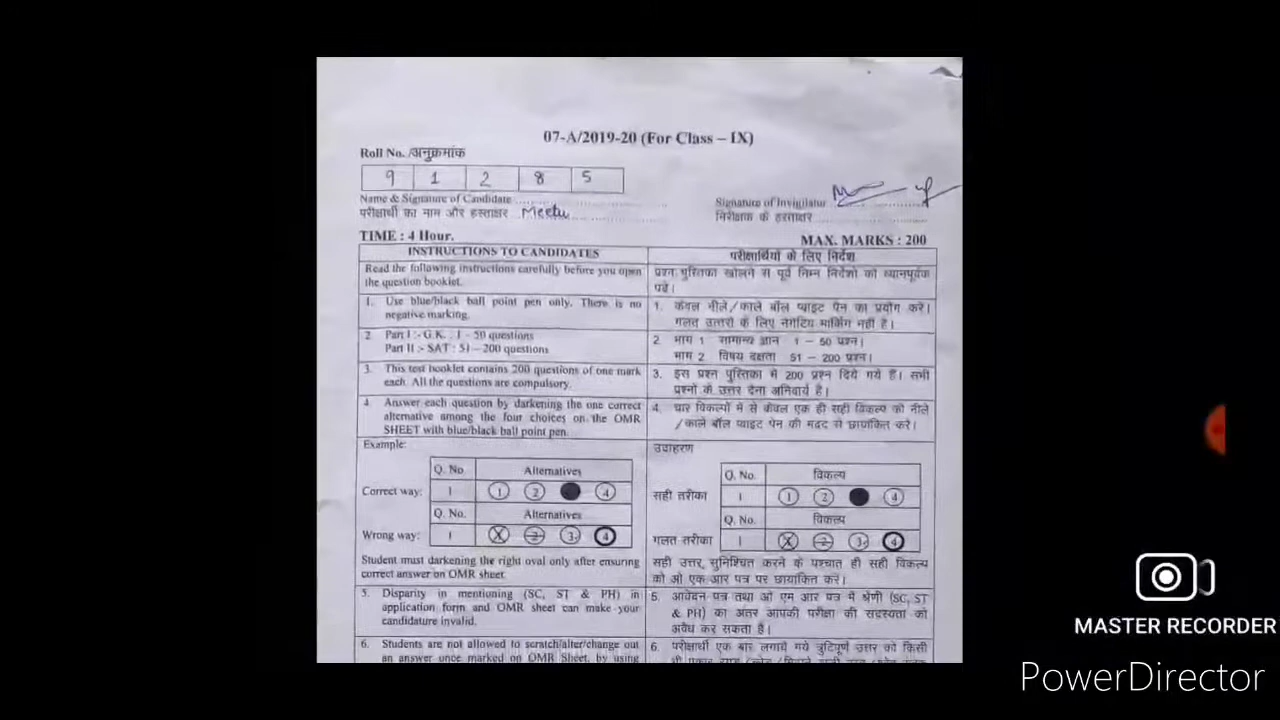 07-A/2019-20 (For Class – IX)
Roll No. /अनुक्रमांक
9 1 2 8 5
Name & Signature of Candidate
Signature of Invigilator
परीक्षार्थी का नाम और हस्ताक्षर Meetu
निरीक्षक के हस्ताक्षर
TIME : 4 Hour.
MAX. MARKS : 200
INSTRUCTIONS TO CANDIDATES
Read the following instructions carefully before you open
the question booklet.
1. Use blue/black ball point pen only. There is no
negative marking.
2. Part I :- G.K. : 1 - 50 questions
Part II :- SAT : 51 – 200 questions
3. This test booklet contains 200 questions of one mark
each. All the questions are compulsory.
4. Answer each question by darkening the one correct
alternative among the four choices on the OMR
SHEET with blue/black ball point pen.
Example:
Q. No Alternatives
Correct way: 1 1 2 4
Q. No. Alternatives
Wrong way: 1 X 2 3 4
Student must darkening the right oval only after ensuring
correct answer on OMR sheet.
5. Disparity in mentioning (SC, ST & PH) in
application form and OMR sheet can make your
candidature invalid.
6. Students are not allowed to scratch/alter/change out
an answer once marked on OMR Sheet, by using
परीक्षार्थियों के लिए निर्देश
प्रश्न पुस्तिका खोलने से पूर्व निम्न निर्देशों को ध्यानपूर्वक
पढें।
1. केवल नीले/काले बॉल प्वाइट पेन का प्रयोग करें।
गलत उत्तरों के लिए नेगेटिव मार्किंग नहीं है।
2. भाग 1 सामान्य ज्ञान 1 – 50 प्रश्न।
भाग 2 विषय दक्षता 51 – 200 प्रश्न।
3. इस प्रश्न पुस्तिका में 200 प्रश्न दिये गये हैं। सभी
प्रश्नों के उत्तर देना अनिवार्य है।
4. चार विकल्पों में से केवल एक ही सही विकल्प को नीले
/काले बॉल प्वाइट पेन की मदद से छायांकित करें।
उदाहरण
Q. No. विकल्प
सही तरीका 1 1 2 4
Q. No. विकल्प
गलत तरीका 1 X 2 3 4
सही उत्तर सुनिश्चित करने के पश्चात ही सही विकल्प
को ओ एक आर पत्र पर छायांकित करें।
5. आवेदन पत्र तथा ओ एम आर पत्र में श्रेणी (SC, ST
& PH) का अंतर आपकी परीक्षा की सदस्यता को
अवैध कर सकता है।
6. परीक्षार्थी एक बार लगाये गये त्रुटिपूर्ण उत्तर को किसी
MASTER RECORDER
PowerDirector